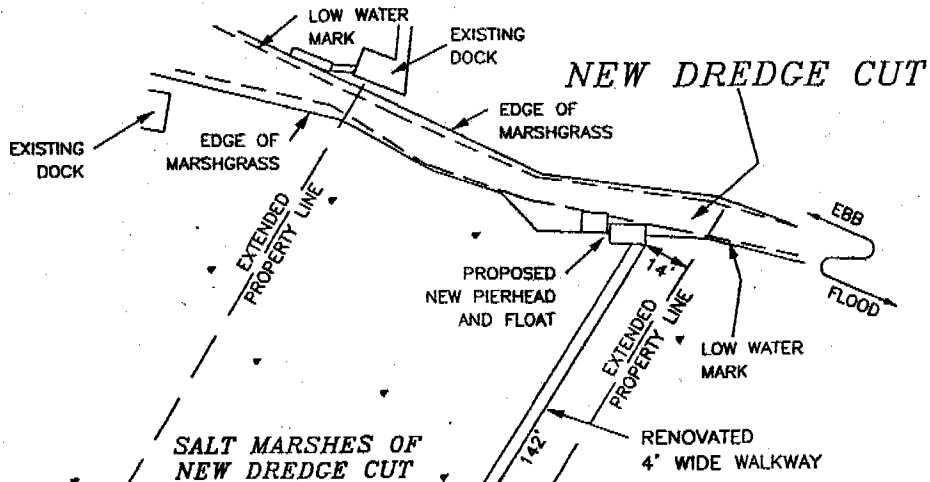 LOW WATER
MARK
EXISTING
DOCK
NEW DREDGE CUT
EXISTING
DOCK
EDGE OF
MARSHGRASS
EDGE OF
MARSHGRASS
EXTENDED
PROPERTY LINE
EBB
FLOOD
PROPOSED
NEW PIERHEAD
AND FLOAT
14'
EXTENDED
PROPERTY LINE
LOW WATER
MARK
142'
RENOVATED
4' WIDE WALKWAY
SALT MARSHES OF
NEW DREDGE CUT